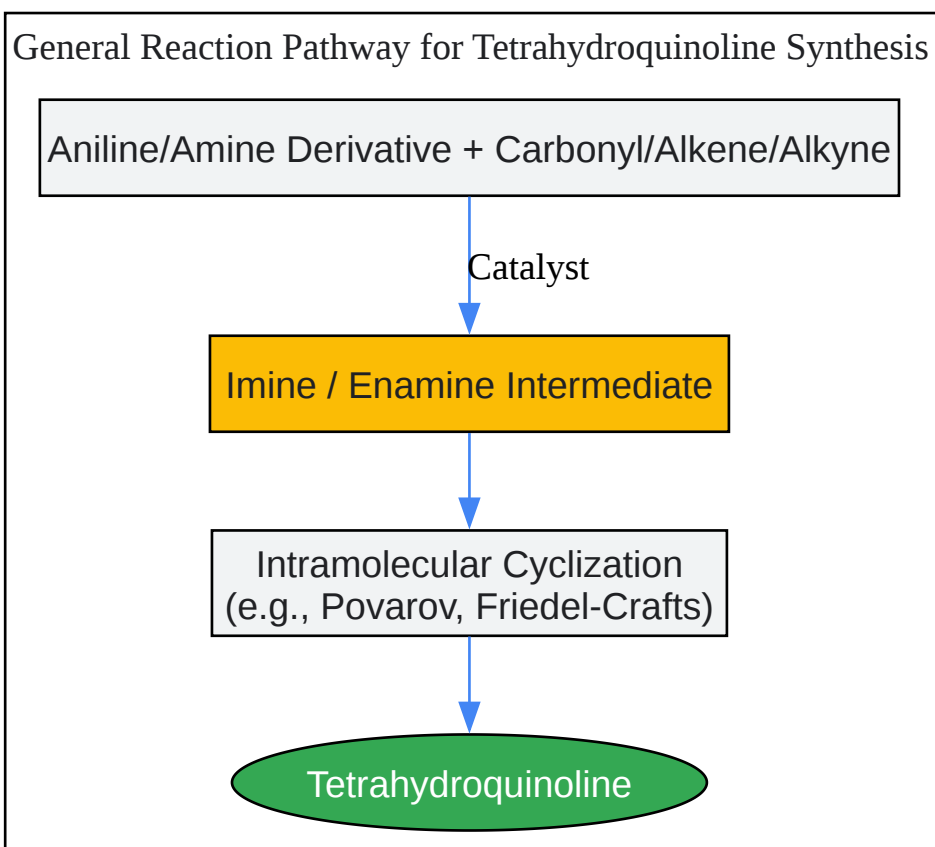 General Reaction Pathway for Tetrahydroquinoline Synthesis
Aniline/Amine Derivative + Carbonyl/Alkene/Alkyne
Catalyst
Imine / Enamine Intermediate
Intramolecular Cyclization
(e.g., Povarov, Friedel-Crafts)
Tetrahydroquinoline